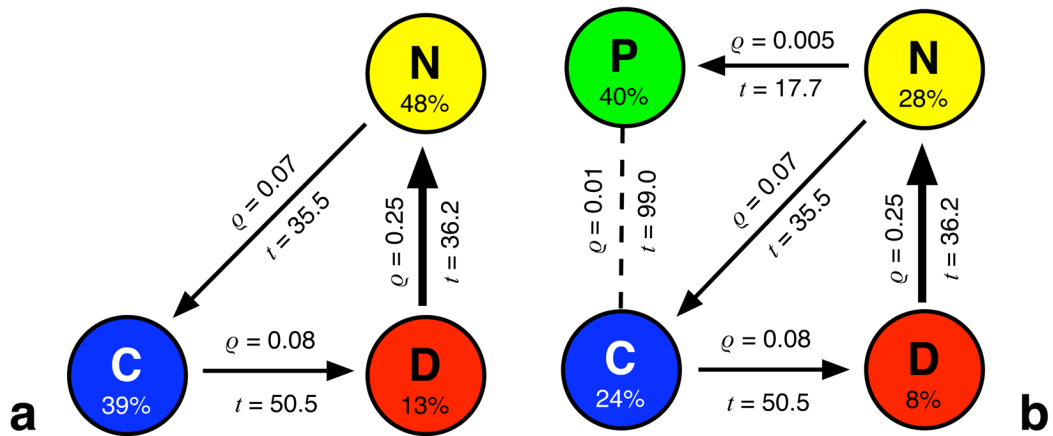 N
48%
ϱ = 0.07
t = 35.5
ϱ = 0.25
t = 36.2
C
39%
ϱ = 0.08
t = 50.5
D
13%
a
P
40%
ϱ = 0.005
t = 17.7
N
28%
ϱ = 0.01
t = 99.0
ϱ = 0.07
t = 35.5
ϱ = 0.25
t = 36.2
C
24%
ϱ = 0.08
t = 50.5
D
8%
b